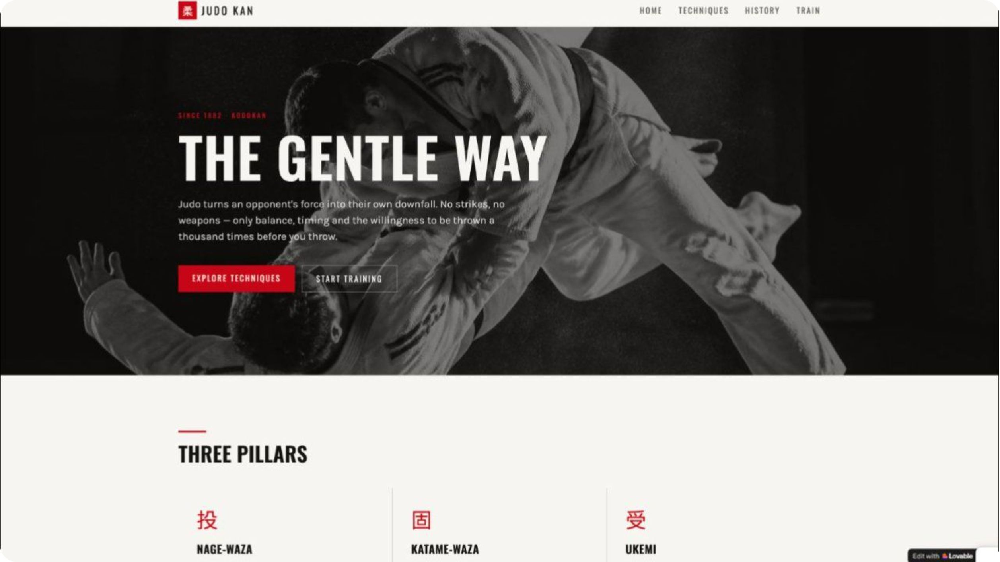 柔 JUDO KAN
HOME TECHNIQUES HISTORY TRAIN
SINCE 1882 · KODOKAN
THE GENTLE WAY
Judo turns an opponent's force into their own downfall. No strikes, no
weapons — only balance, timing and the willingness to be thrown a
thousand times before you throw.
EXPLORE TECHNIQUES
START TRAINING
THREE PILLARS
投
NAGE-WAZA
固
KATAME-WAZA
受
UKEMI
Edit with Lovable